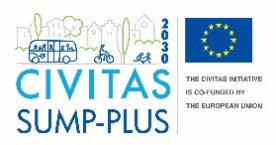 2030
CIVITAS
SUMP-PLUS
THE CIVITAS INITIATIVE
IS CO-FUNDED BY
THE EUROPEAN UNION